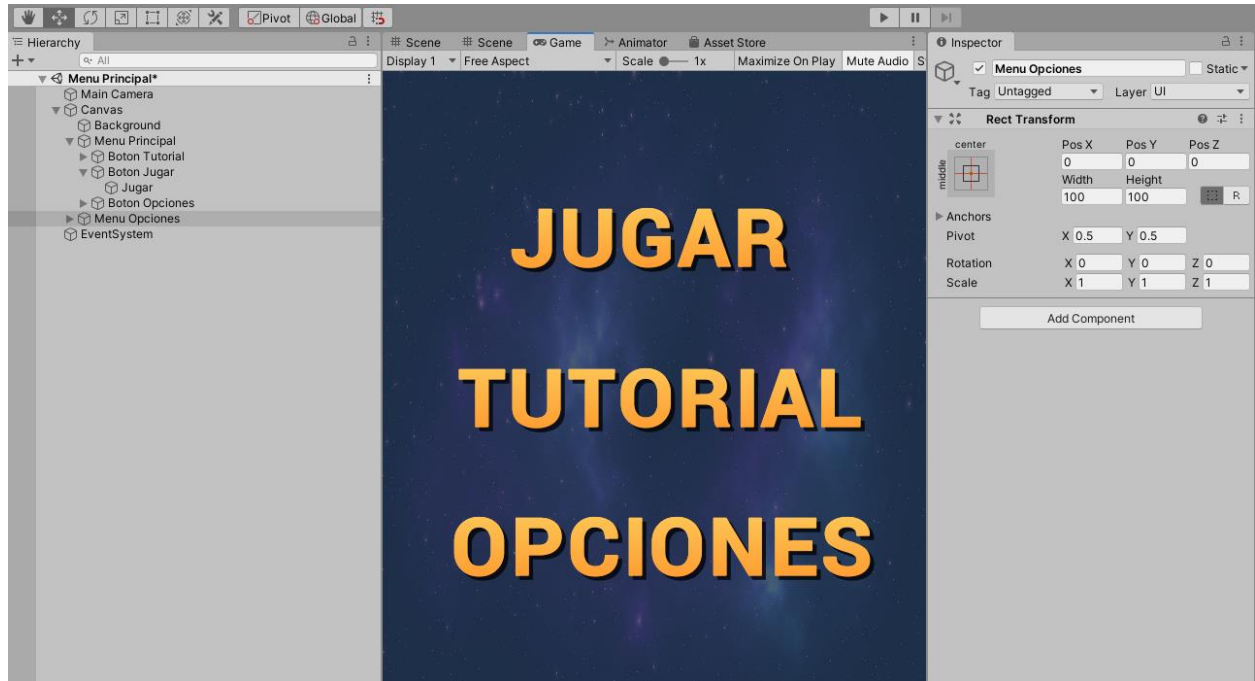 Pivot Global
Hierarchy
All
Menu Principal*
Main Camera
Canvas
Background
Menu Principal
Boton Tutorial
Boton Jugar
Jugar
Boton Opciones
Menu Opciones
EventSystem
Scene Scene Game Animator Asset Store
Display 1 Free Aspect Scale 1x Maximize On Play Mute Audio S
JUGAR
TUTORIAL
OPCIONES
Inspector
Menu Opciones Static
Tag Untagged Layer UI
Rect Transform
center Pos X Pos Y Pos Z
middle 0 0 0
Width Height
100 100 R
Anchors
Pivot X 0.5 Y 0.5
Rotation X 0 Y 0 Z 0
Scale X 1 Y 1 Z 1
Add Component